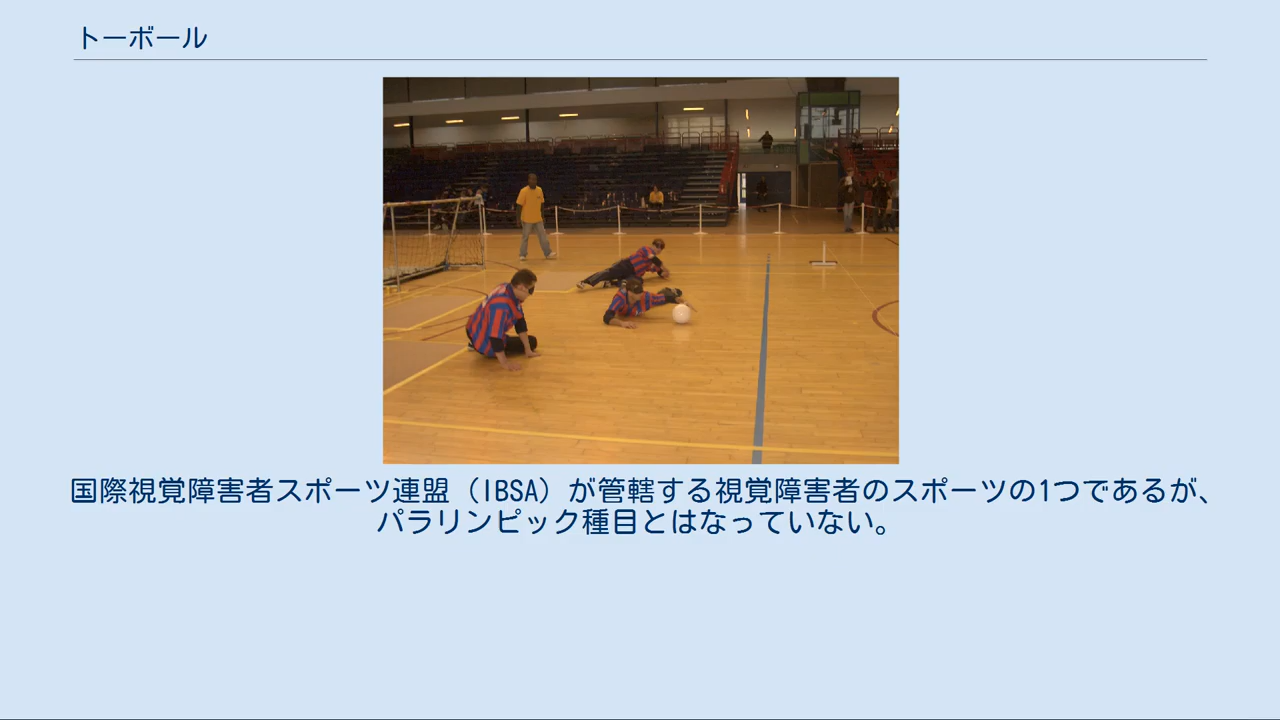 トーボール
国際視覚障害者スポーツ連盟（IBSA）が管轄する視覚障害者のスポーツの1つであるが、
パラリンピック種目とはなっていない。